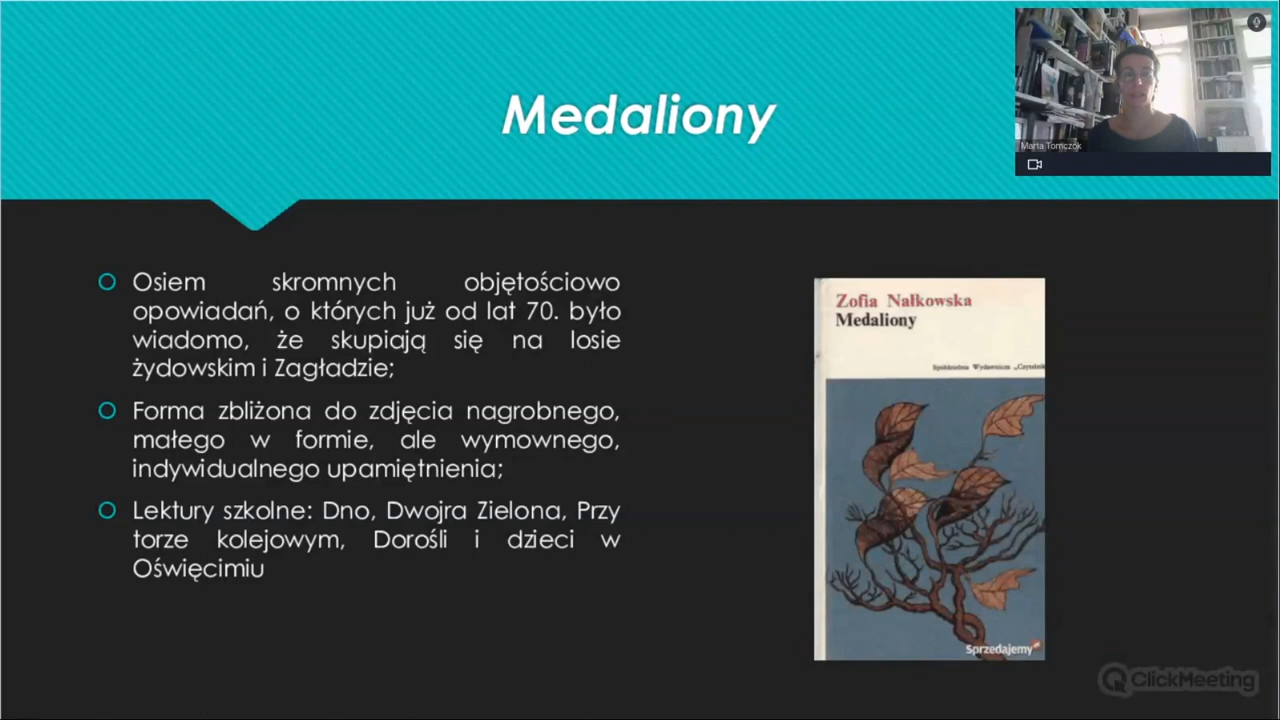 Medaliony
Marta Tomczok
Osiem skromnych objętościowo
opowiadań, o których już od lat 70. było
wiadomo, że skupiają się na losie
żydowskim i Zagładzie;
Forma zbliżona do zdjęcia nagrobnego,
małego w formie, ale wymownego,
indywidualnego upamiętnienia;
Lektury szkolne: Dno, Dwojra Zielona, Przy
torze kolejowym, Dorośli i dzieci w
Oświęcimiu
Zofia Nałkowska
Medaliony
Spółdzielnia Wydawnicza „Czytelnik
Sprzedajemy
ClickMeeting